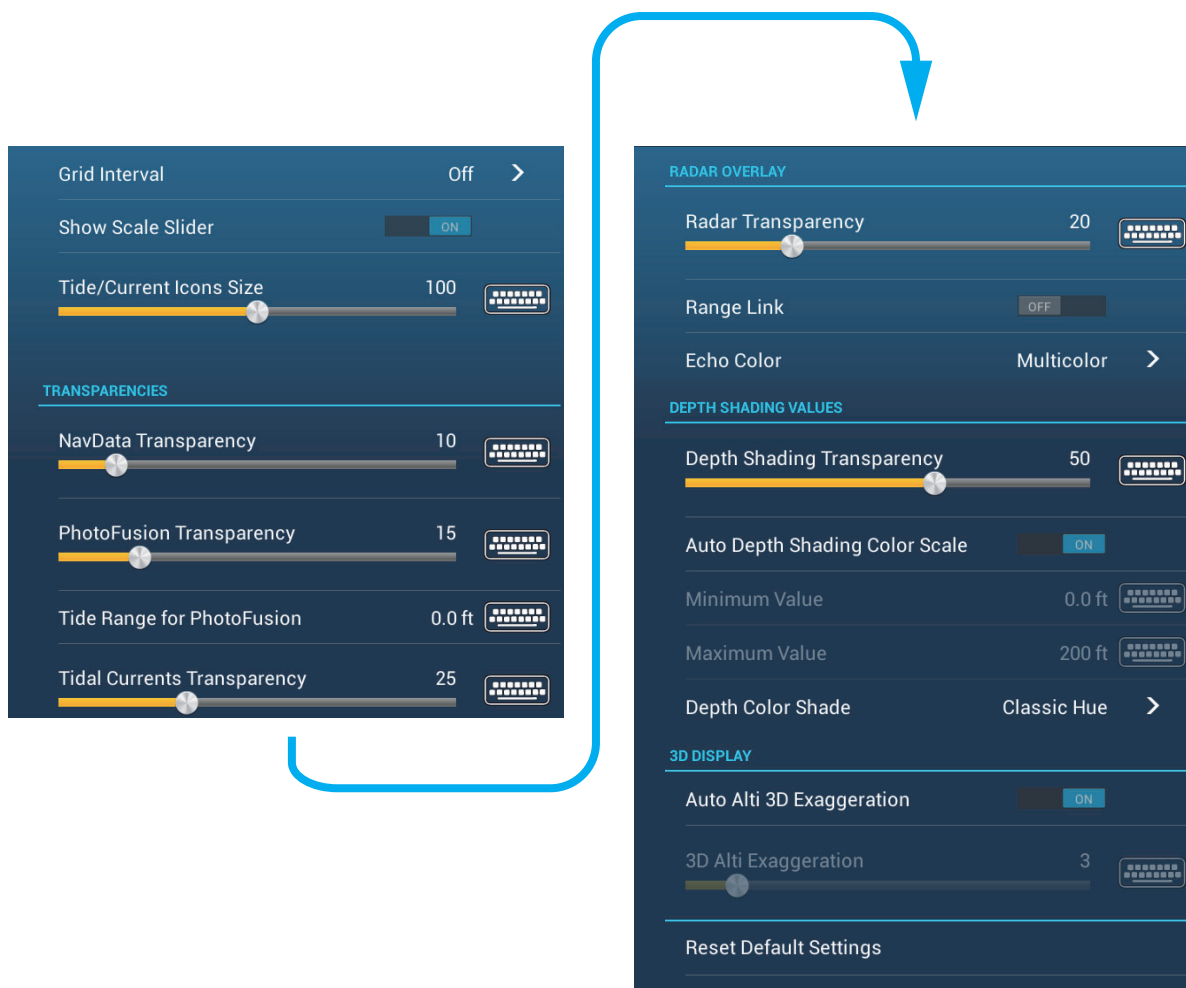 Grid Interval Off
Show Scale Slider ON
Tide/Current Icons Size 100
TRANSPARENCIES
NavData Transparency 10
PhotoFusion Transparency 15
Tide Range for PhotoFusion 0.0 ft
Tidal Currents Transparency 25
RADAR OVERLAY
Radar Transparency 20
Range Link OFF
Echo Color Multicolor
DEPTH SHADING VALUES
Depth Shading Transparency 50
Auto Depth Shading Color Scale ON
Minimum Value 0.0 ft
Maximum Value 200 ft
Depth Color Shade Classic Hue
3D DISPLAY
Auto Alti 3D Exaggeration ON
3D Alti Exaggeration 3
Reset Default Settings